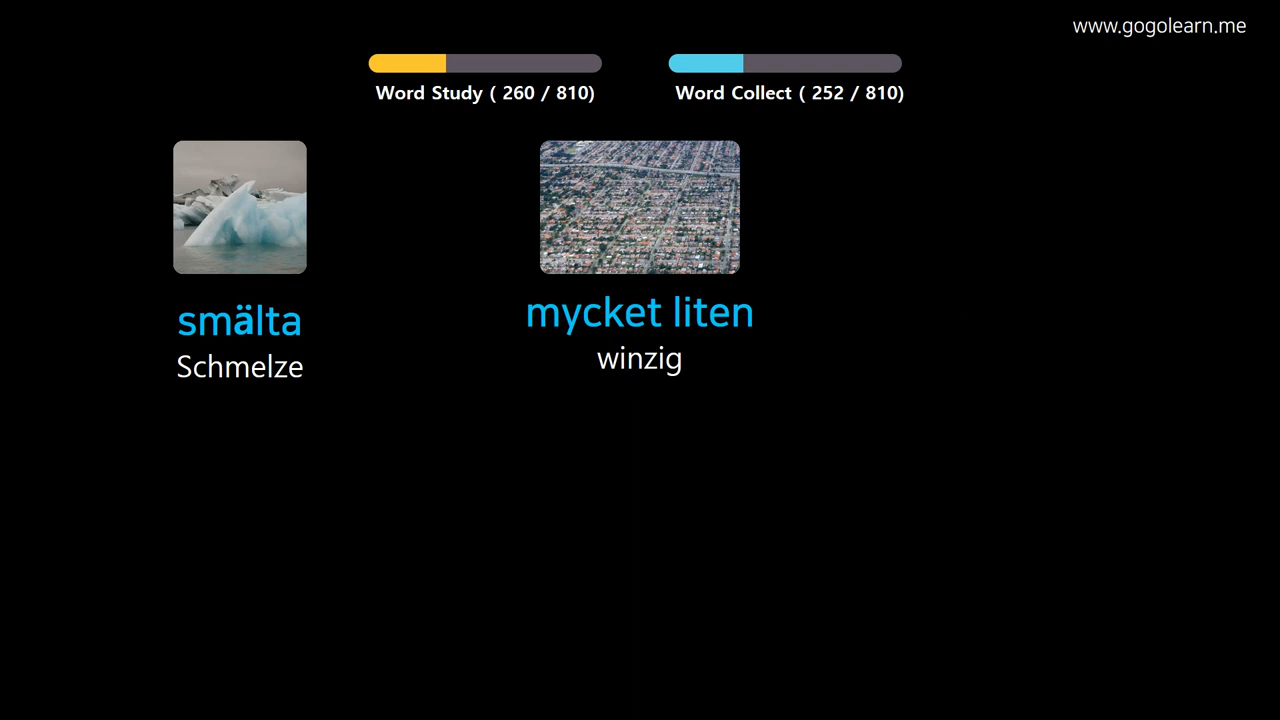 www.gogolearn.me
Word Study ( 260 / 810)
Word Collect ( 252 / 810)
smälta
Schmelze
mycket liten
winzig